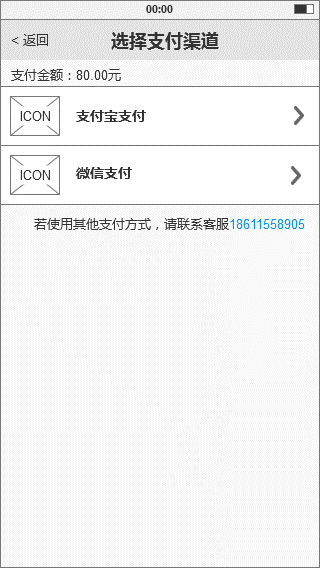 00:00
< 返回 选择支付渠道
支付金额：80.00元
ICON 支付宝支付
ICON 微信支付
若使用其他支付方式，请联系客服18611558905